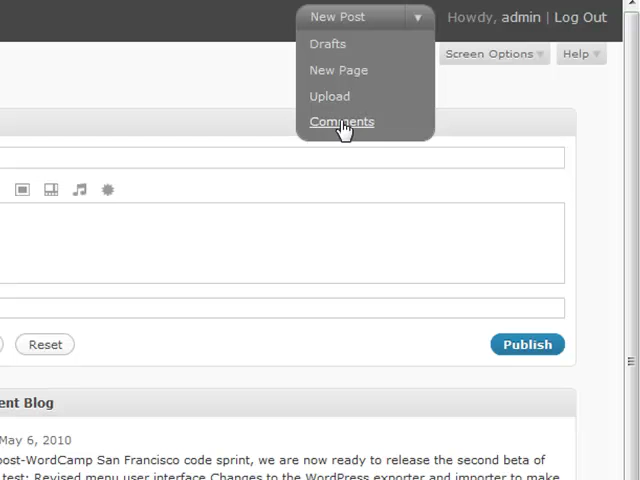 New Post ▼
Howdy, admin | Log Out
Drafts
Screen Options ▼ Help ▼
New Page
Upload
Comments
Reset
Publish
ent Blog
May 6, 2010
post-WordCamp San Francisco code sprint, we are now ready to release the second beta of
test: Revised menu user interface Changes to the WordPress exporter and importer to make